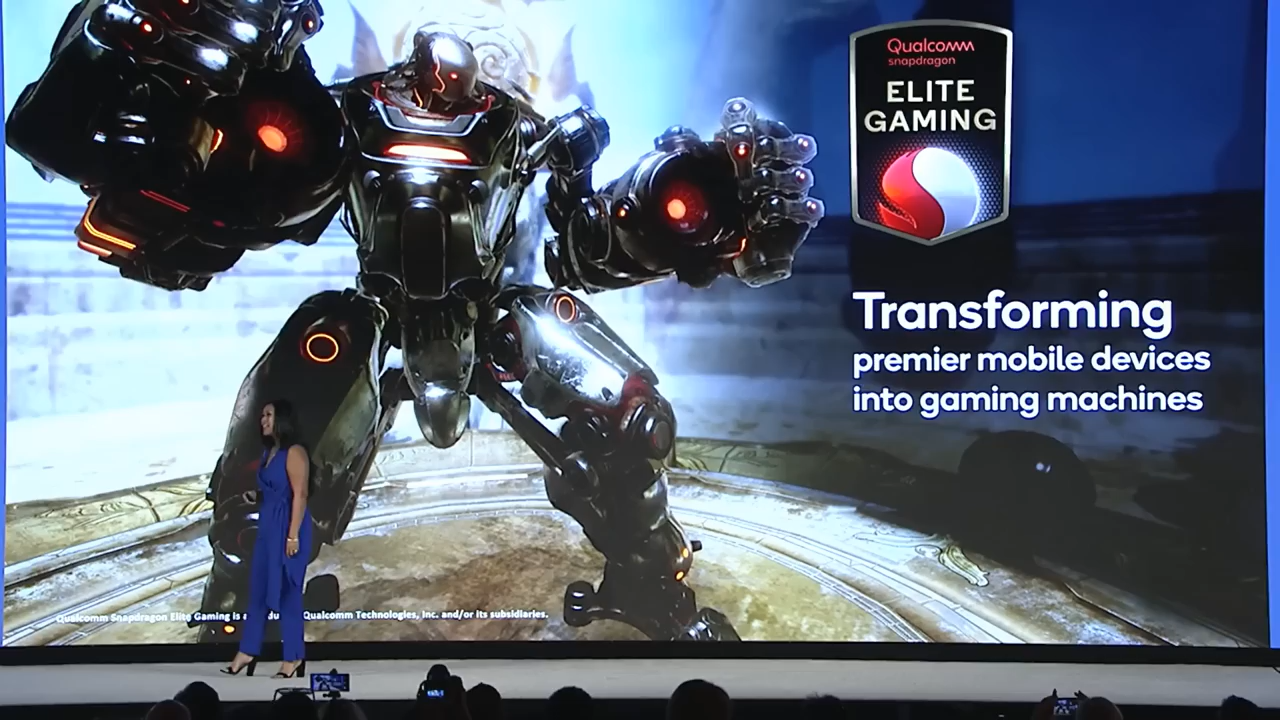 Qualcomm
snapdragon
ELITE
GAMING
Transforming
premier mobile devices
into gaming machines
Qualcomm Snapdragon Elite Gaming is a Qualcomm Technologies, Inc. and/or its subsidiaries.